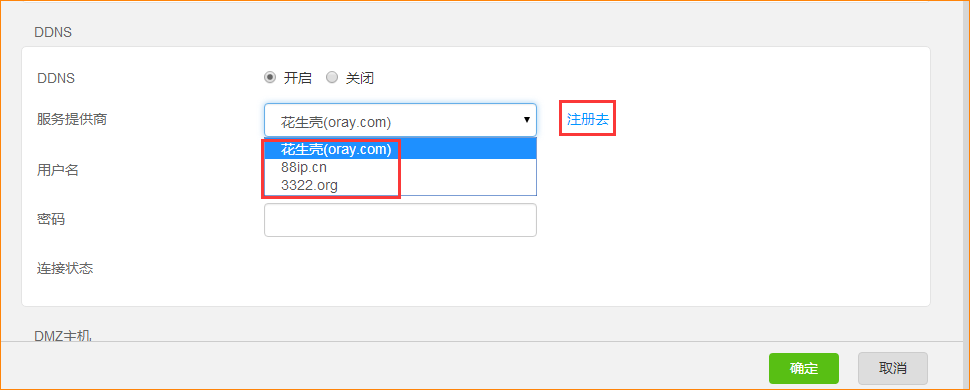 DDNS
DDNS 开启 关闭
服务提供商 花生壳(oray.com) 注册去
花生壳(oray.com)
88ip.cn
用户名
3322.org
密码
连接状态
DMZ主机
确定 取消